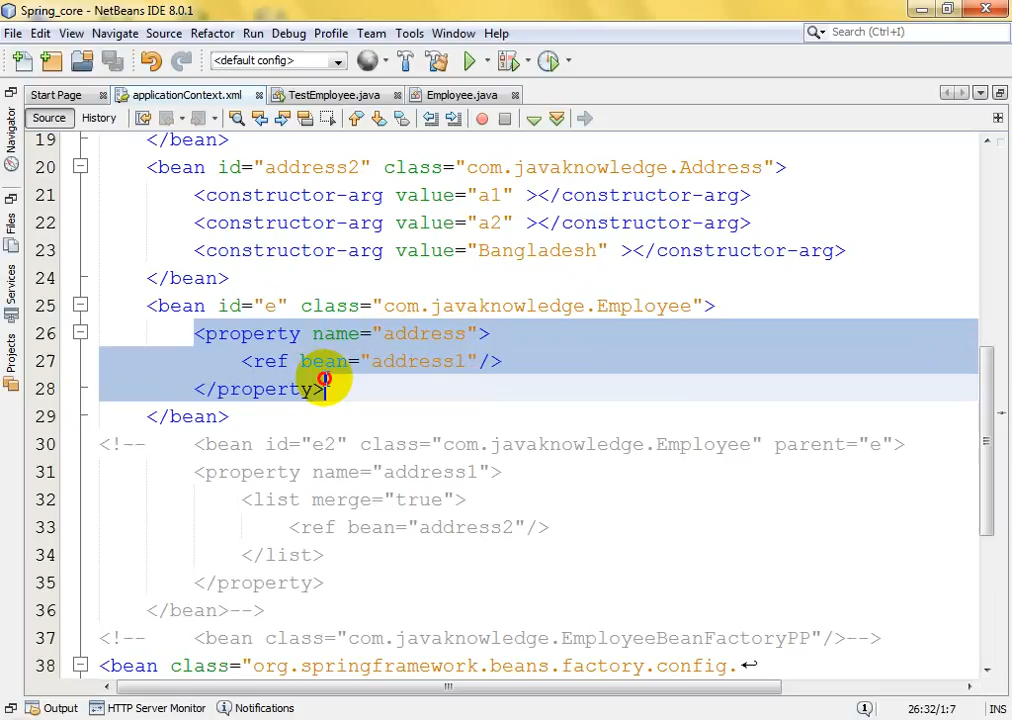 Spring_core - NetBeans IDE 8.0.1
File Edit View Navigate Source Refactor Run Debug Profile Team Tools Window Help
Search (Ctrl+I)
<default config>
Start Page applicationContext.xml TestEmployee.java Employee.java
Source History
Navigator
Files
Services
Projects
19 </bean>
20 <bean id="address2" class="com.javaknowledge.Address">
21 <constructor-arg value="a1" ></constructor-arg>
22 <constructor-arg value="a2" ></constructor-arg>
23 <constructor-arg value="Bangladesh" ></constructor-arg>
24 </bean>
25 <bean id="e" class="com.javaknowledge.Employee">
26 <property name="address">
27 <ref bean="address1"/>
28 </property>
29 </bean>
30 <!-- <bean id="e2" class="com.javaknowledge.Employee" parent="e">
31 <property name="address1">
32 <list merge="true">
33 <ref bean="address2"/>
34 </list>
35 </property>
36 </bean>-->
37 <!-- <bean class="com.javaknowledge.EmployeeBeanFactoryPP"/>-->
38 <bean class="org.springframework.beans.factory.config.
Output HTTP Server Monitor Notifications
26:32/1:7 INS